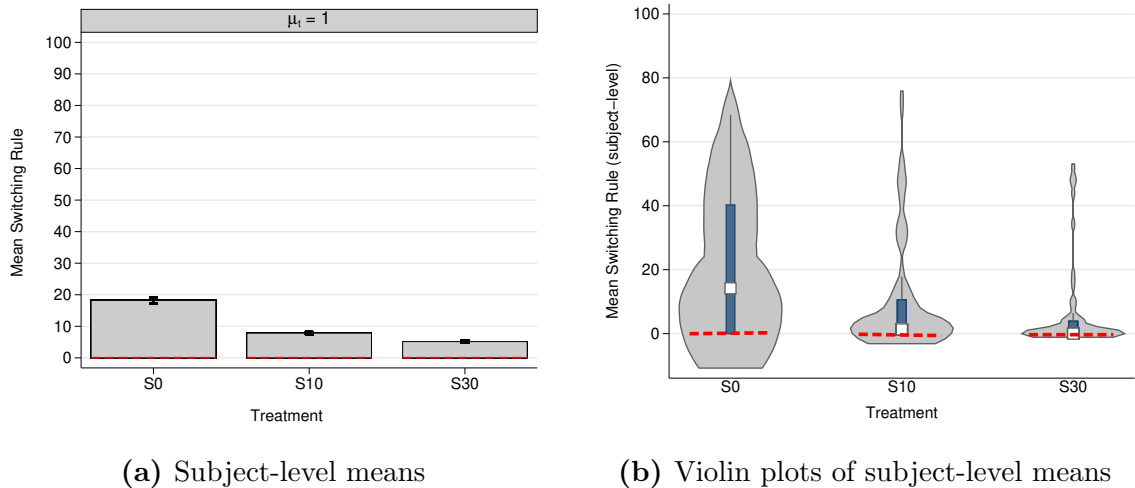 μt = 1
100
90
80
70
60
50
40
30
20
10
0
Mean Switching Rule
S0 S10 S30
Treatment
(a) Subject-level means
100
80
60
40
20
0
Mean Switching Rule (subject−level)
S0 S10 S30
Treatment
(b) Violin plots of subject-level means